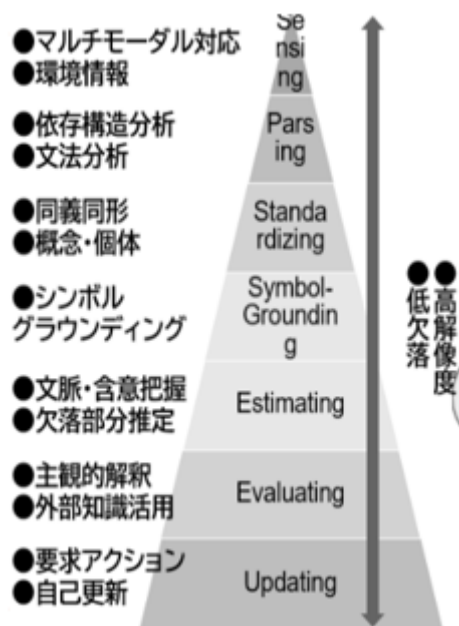 ●マルチモーダル対応
●環境情報
Se
nsi
ng
●依存構造分析
●文法分析
Pars
ing
●同義同形
●概念・個体
Standa
rdizing
●シンボル
グラウンディング
Symbol-
Groundin
g
●文脈・含意把握
●欠落部分推定
Estimating
●主観的解釈
●外部知識活用
Evaluating
●要求アクション
●自己更新
Updating
●高解像度
●低欠落